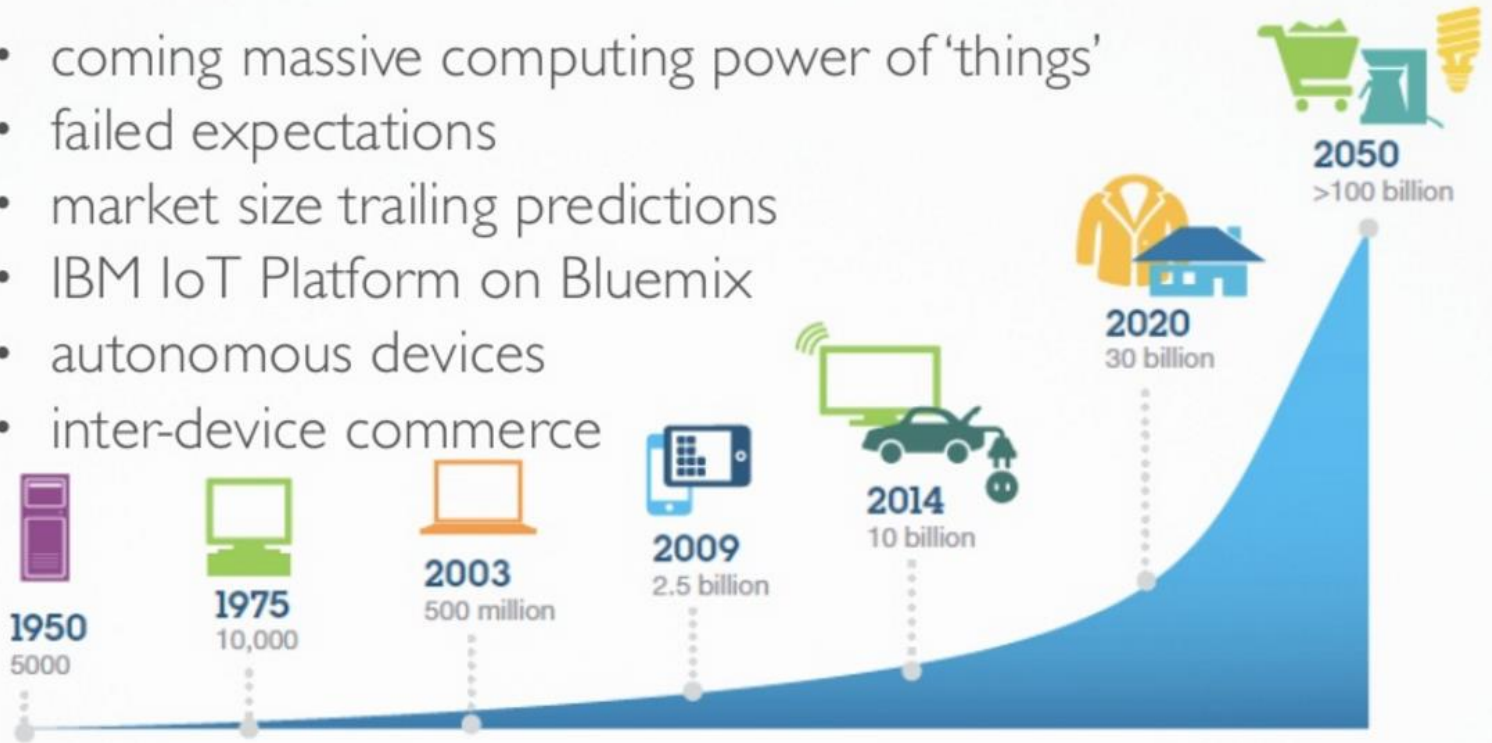 • coming massive computing power of 'things'
• failed expectations
• market size trailing predictions
• IBM IoT Platform on Bluemix
• autonomous devices
• inter-device commerce
1950
5000
1975
10,000
2003
500 million
2009
2.5 billion
2014
10 billion
2020
30 billion
2050
>100 billion